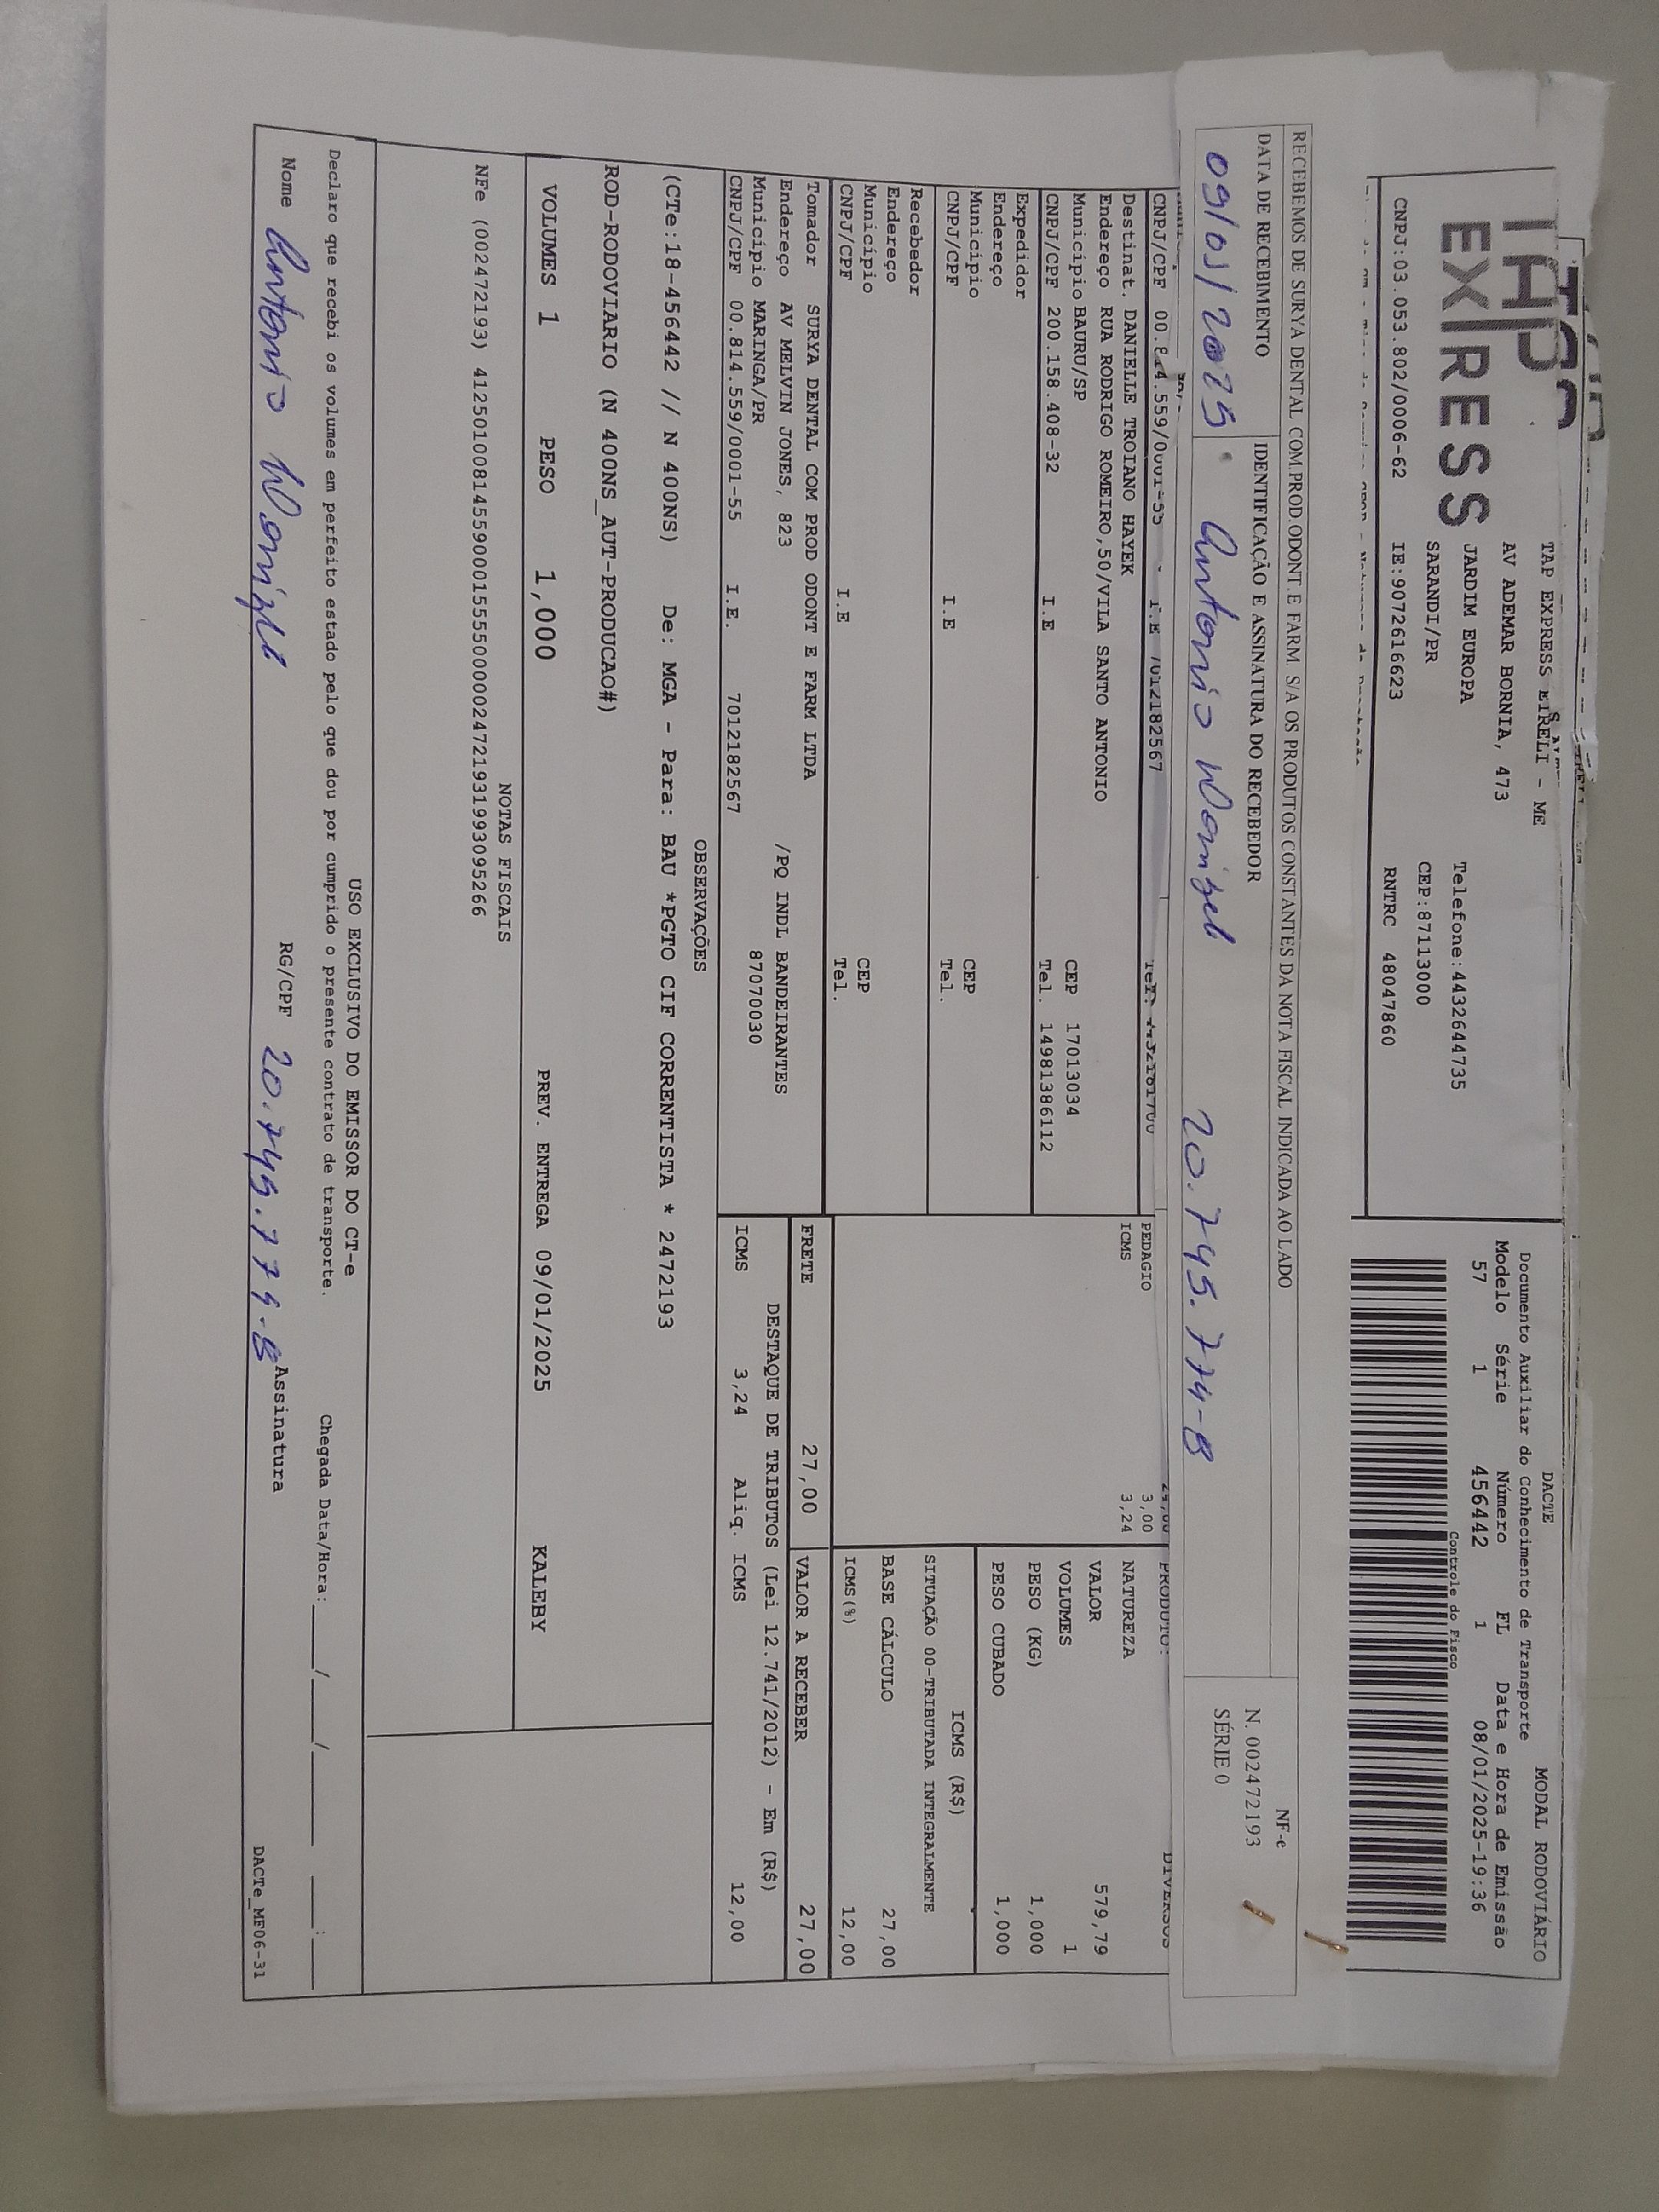 TAP
EXPRESS
TAP EXPRESS EIRELI - ME
AV ADEMAR BORNIA, 473
JARDIM EUROPA
SARANDI/PR
Telefone:4432644735
CEP:87113000
CNPJ:03.053.802/0006-62 IE:9072616623 RNTRC 48047860
DACTE MODAL RODOVIÁRIO
Documento Auxiliar do Conhecimento de Transporte
Modelo Série Número FL Data e Hora de Emissão
57 1 456442 1 08/01/2025-19:36
Controle do Fisco
RECEBEMOS DE SURYA DENTAL COM.PROD.ODONT.E FARM S/A OS PRODUTOS CONSTANTES DA NOTA FISCAL INDICADA AO LADO
DATA DE RECEBIMENTO IDENTIFICAÇÃO E ASSINATURA DO RECEBEDOR
09/01/2025 Antonio 20.745.774-8
NF-e
N. 002472193
SÉRIE 0
CNPJ/CPF I.E 7012182567
Destinat. DANIELLE TROIANO HAYEK
Endereço RUA RODRIGO ROMEIRO,50/VILA SANTO ANTONIO
Município BAURU/SP CEP 17013034
CNPJ/CPF 200.158.408-32 I.E Tel. 14981386112
Expedidor
Endereço
Município CEP
CNPJ/CPF I.E Tel.
Recebedor
Endereço
Município CEP
CNPJ/CPF I.E Tel.
Tomador SURYA DENTAL COM PROD ODONT E FARM LTDA
Endereço AV MELVIN JONES, 823 /PQ INDL BANDEIRANTES
Município MARINGA/PR 87070030
CNPJ/CPF 00.814.559/0001-55 I.E. 7012182567
PEDAGIO 3,00
ICMS 3,24
PRODUTO: DIVERSOS
NATUREZA
VALOR 579,79
VOLUMES 1
PESO (KG) 1,000
PESO CUBADO 1,000
ICMS (R$)
SITUAÇÃO 00-TRIBUTADA INTEGRALMENTE
BASE CÁLCULO 27,00
ICMS(%) 12,00
FRETE 27,00 VALOR A RECEBER 27,00
DESTAQUE DE TRIBUTOS (Lei 12.741/2012) - Em (R$)
ICMS 3,24 Aliq. ICMS 12,00
OBSERVAÇÕES
(CTe:18-456442 // N 400NS) De: MGA - Para: BAU *PGTO CIF CORRENTISTA * 2472193
ROD-RODOVIARIO (N 400NS_AUT-PRODUCAO#)
VOLUMES 1 PESO 1,000 PREV. ENTREGA 09/01/2025 KALEBY
NOTAS FISCAIS
NFe (002472193) 41250100814559000155550000024721931993095266
USO EXCLUSIVO DO EMISSOR DO CT-e
Declaro que recebi os volumes em perfeito estado pelo que dou por cumprido o presente contrato de transporte. Chegada Data/Hora:____/____/______ ___:___
Nome Antonio RG/CPF 20.745.774-8 Assinatura
DACTe_MF06-31